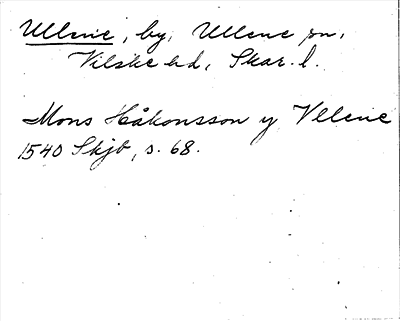 Ullene, by, Ullene sn,
Vilske hd, Skar. l.
Mons Håkonsson y Vllene
1540 Skjb, s. 68.